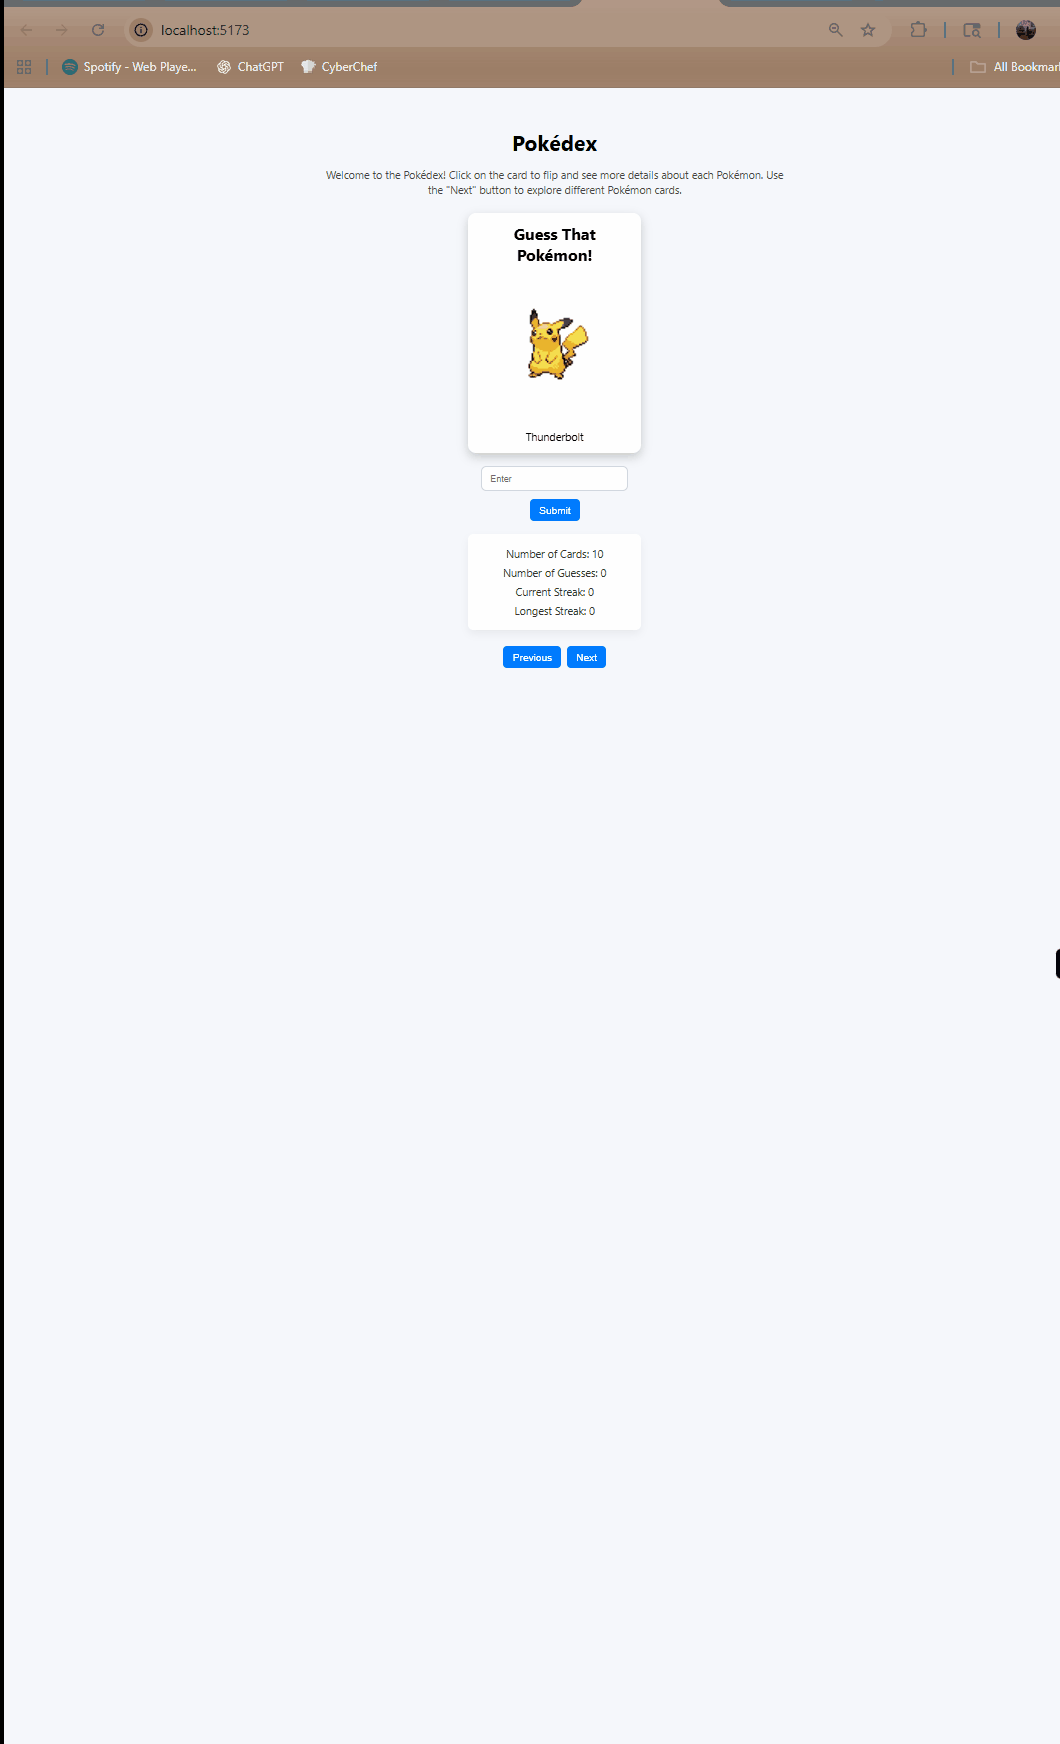 localhost:5173
Spotify - Web Playe...
ChatGPT
CyberChef
All Bookmar
Pokédex
Welcome to the Pokédex! Click on the card to flip and see more details about each Pokémon. Use
the "Next" button to explore different Pokémon cards.
Guess That
Pokémon!
Thunderbolt
Enter
Submit
Number of Cards: 10
Number of Guesses: 0
Current Streak: 0
Longest Streak: 0
Previous
Next